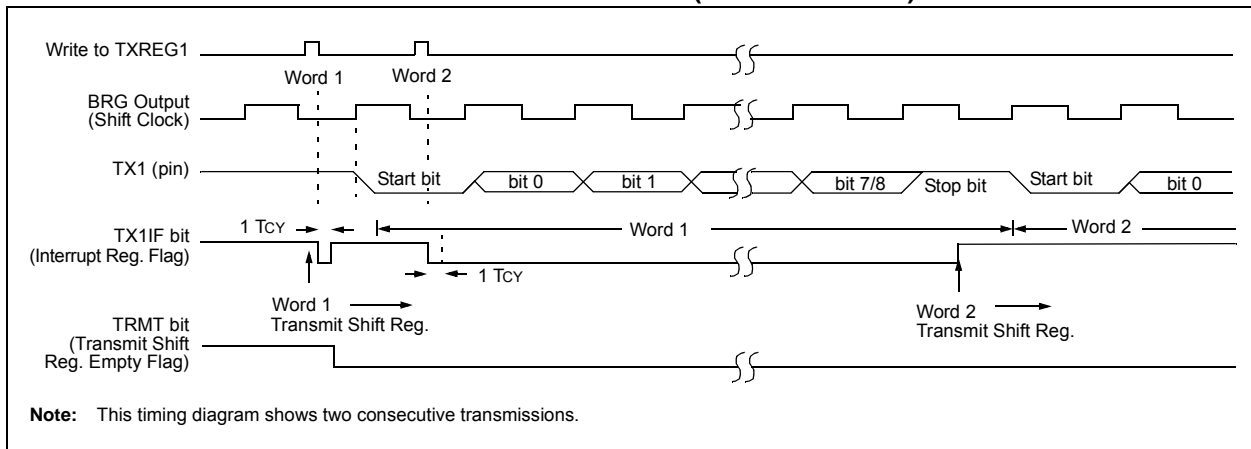 Write to TXREG1
Word 1
Word 2
BRG Output
(Shift Clock)
TX1 (pin)
Start bit
bit 0
bit 1
bit 7/8
Stop bit
Start bit
bit 0
1 TCY
TX1IF bit
(Interrupt Reg. Flag)
Word 1
Word 2
1 TCY
Word 1
Transmit Shift Reg.
Word 2
Transmit Shift Reg.
TRMT bit
(Transmit Shift
Reg. Empty Flag)
Note: This timing diagram shows two consecutive transmissions.